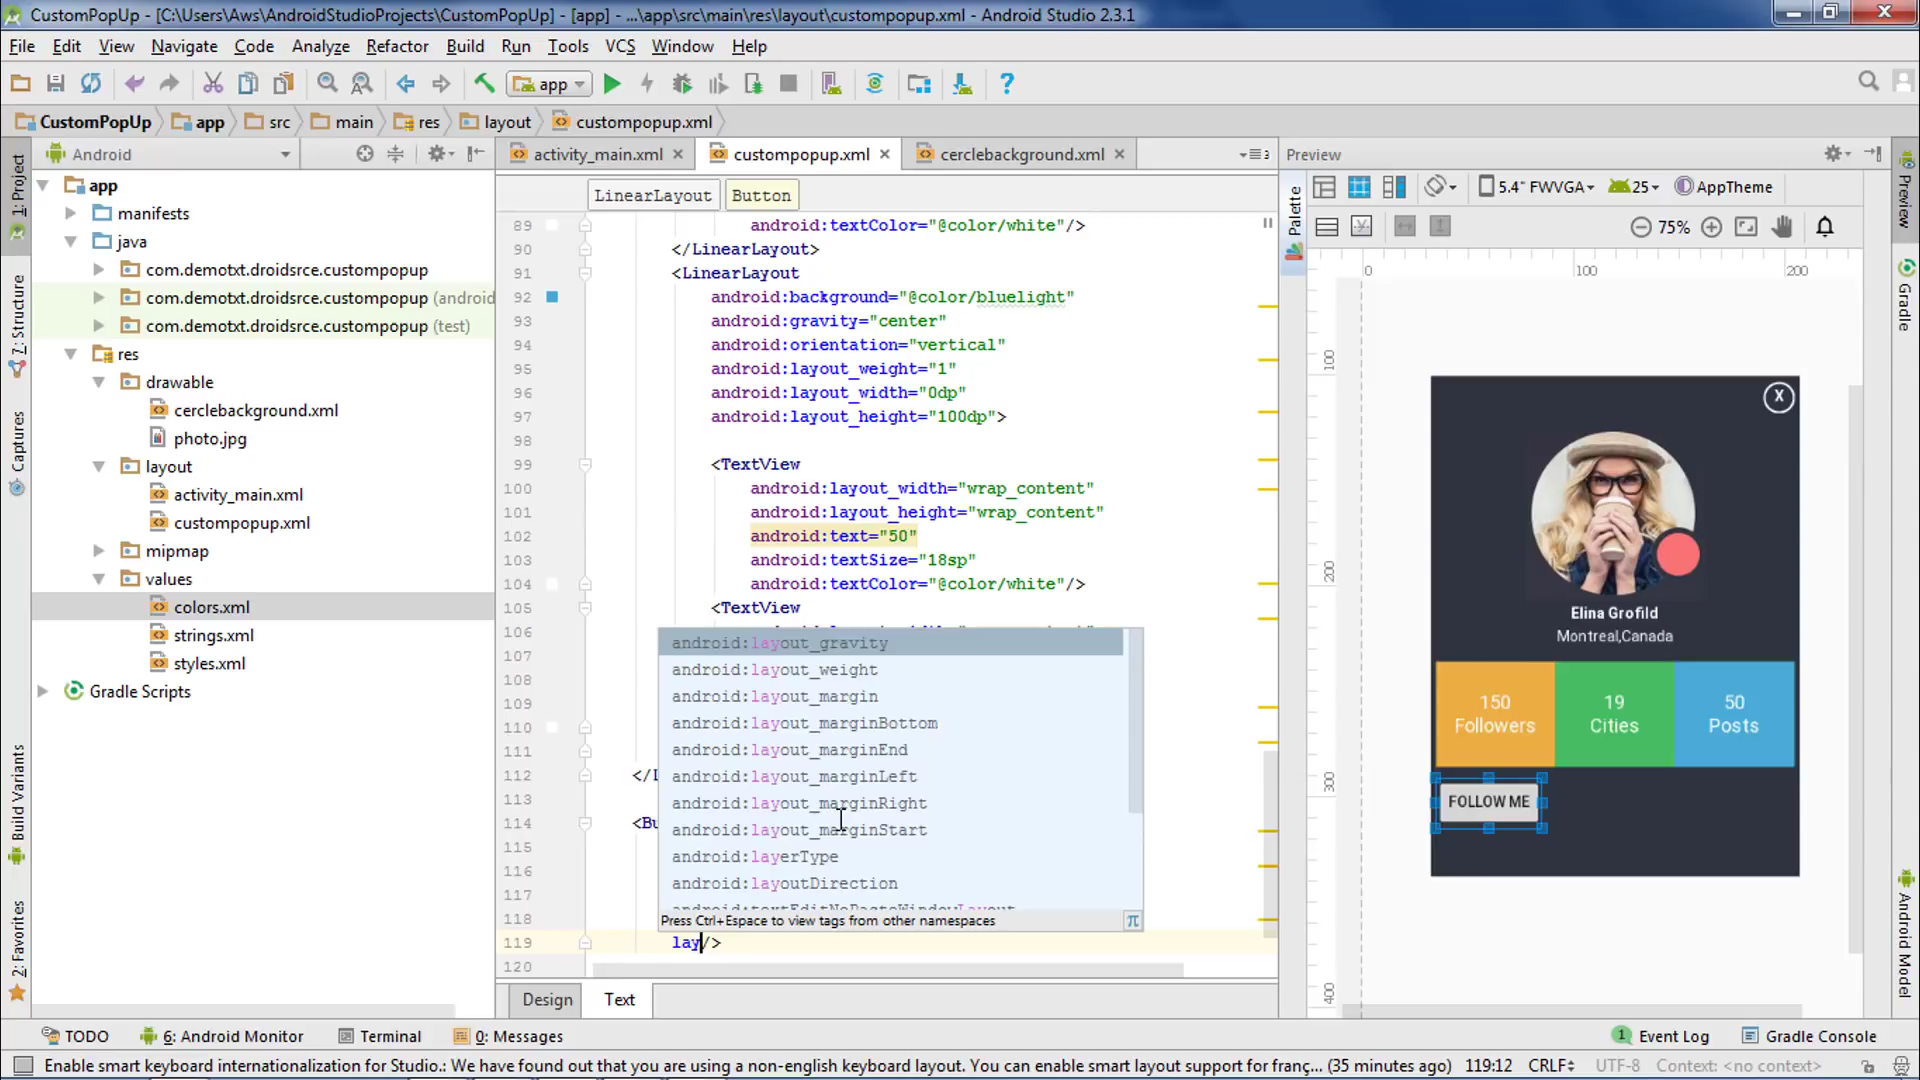 CustomPopUp - [C:\Users\Aws\AndroidStudioProjects\CustomPopUp] - [app] - ...\app\src\main\res\layout\custompopup.xml - Android Studio 2.3.1
File Edit View Navigate Code Analyze Refactor Build Run Tools VCS Window Help
app
CustomPopUp app src main res layout custompopup.xml
Android
activity_main.xml custompopup.xml cerclebackground.xml
Preview
1: Project
7: Structure
Captures
Build Variants
2: Favorites
app
manifests
java
com.demotxt.droidsrce.custompopup
com.demotxt.droidsrce.custompopup (android
com.demotxt.droidsrce.custompopup (test)
res
drawable
cerclebackground.xml
photo.jpg
layout
activity_main.xml
custompopup.xml
mipmap
values
colors.xml
strings.xml
styles.xml
Gradle Scripts
LinearLayout Button
89 android:textColor="@color/white"/>
90 </LinearLayout>
91 <LinearLayout
92 android:background="@color/bluelight"
93 android:gravity="center"
94 android:orientation="vertical"
95 android:layout_weight="1"
96 android:layout_width="0dp"
97 android:layout_height="100dp">
98
99 <TextView
100 android:layout_width="wrap_content"
101 android:layout_height="wrap_content"
102 android:text="50"
103 android:textSize="18sp"
104 android:textColor="@color/white"/>
105 <TextView
106
107
108
109
110
111
112 </L
113
114 <Bu
115
116
117
118
119 lay/>
120
android:layout_gravity
android:layout_weight
android:layout_margin
android:layout_marginBottom
android:layout_marginEnd
android:layout_marginLeft
android:layout_marginRight
android:layout_marginStart
android:layerType
android:layoutDirection
android:textEditNoPasteWindowLayout
Press Ctrl+Espace to view tags from other namespaces π
Design Text
Palette
5.4" FWVGA 25 AppTheme
75%
0 100 200
100
200
300
400
X
Elina Grofild
Montreal,Canada
150 19 50
Followers Cities Posts
FOLLOW ME
Preview
Gradle
Android Model
TODO 6: Android Monitor Terminal 0: Messages 1 Event Log Gradle Console
Enable smart keyboard internationalization for Studio.: We have found out that you are using a non-english keyboard layout. You can enable smart layout support for franç... (35 minutes ago) 119:12 CRLF UTF-8 Context: <no context>